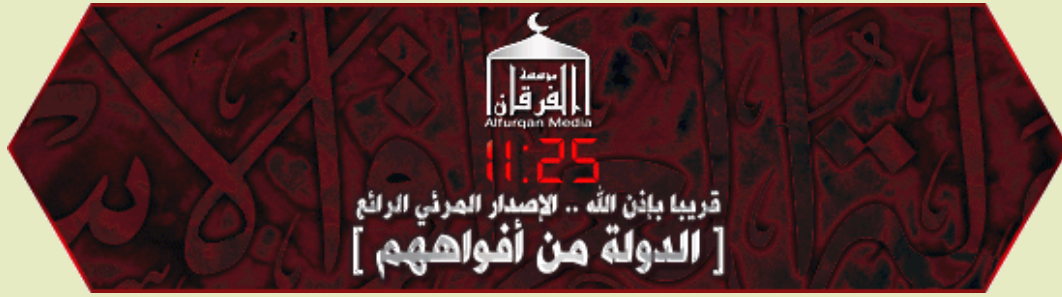 مؤسسة
الفرقان
Alfurqan Media
11:25
قريبا بإذن الله .. الإصدار المرئي الرائع
[ الدولة من أفواههم ]